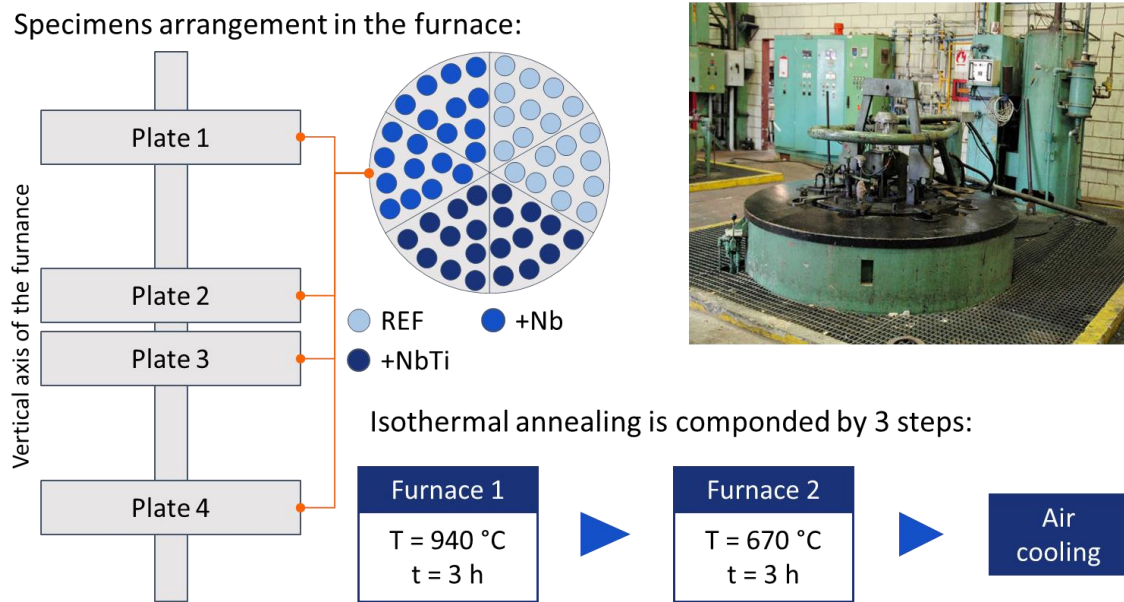 Specimens arrangement in the furnace:
Vertical axis of the furnance
Plate 1
Plate 2
Plate 3
Plate 4
REF
+Nb
+NbTi
Isothermal annealing is componded by 3 steps:
Furnace 1
T = 940 °C
t = 3 h
Furnace 2
T = 670 °C
t = 3 h
Air
cooling